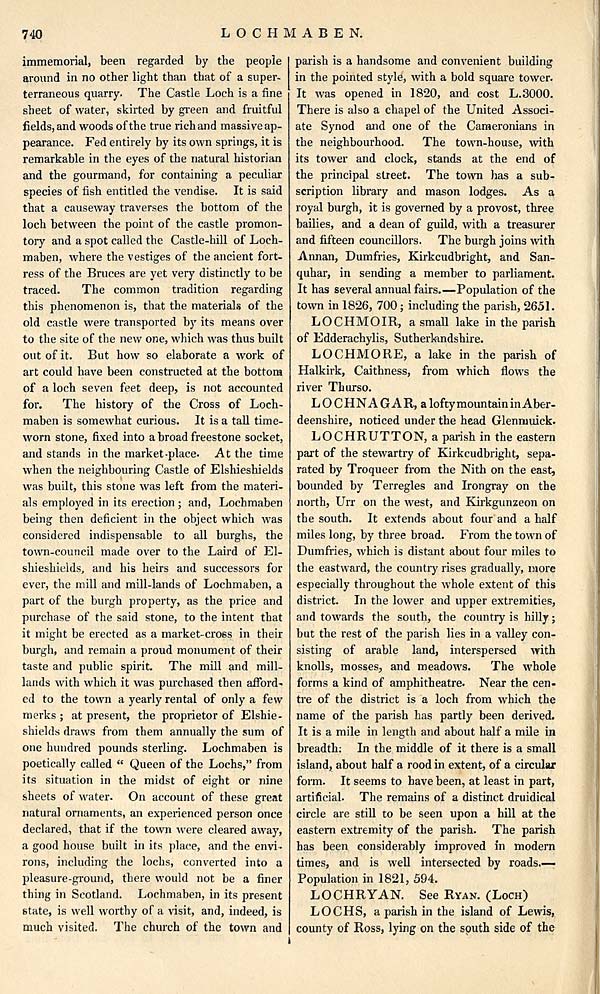 740
LOCHMABEN.
immemorial, been regarded by the people
around in no other light than that of a super-
terraneous quarry. The Castle Loch is a fine
sheet of water, skirted by green and fruitful
fields, and woods of the true rich and massive ap-
pearance. Fed entirely by its own springs, it is
remarkable in the eyes of the natural historian
and the gourmand, for containing a peculiar
species of fish entitled the vendise. It is said
that a causeway traverses the bottom of the
loch between the point of the castle promon-
tory and a spot called the Castle-hill of Loch-
maben, where the vestiges of the ancient fort-
ress of the Bruces are yet very distinctly to be
traced. The common tradition regarding
this phenomenon is, that the materials of the
old castle were transported by its means over
to the site of the new one, which was thus built
out of it. But how so elaborate a work of
art could have been constructed at the bottom
of a loch seven feet deep, is not accounted
for. The history of the Cross of Loch-
maben is somewhat curious. It is a tall time-
worn stone, fixed into a broad freestone socket,
and stands in the market-place. At the time
when the neighbouring Castle of Elshieshields
was built, this stone was left from the materi-
als employed in its erection; and, Lochmaben
being then deficient in the object which was
considered indispensable to all burghs, the
town-council made over to the Laird of El-
shieshields, and his heirs and successors for
ever, the mill and mill-lands of Lochmaben, a
part of the burgh property, as the price and
purchase of the said stone, to the intent that
it might be erected as a market-cross in their
burgh, and remain a proud monument of their
taste and public spirit. The mill and mill-
lands with which it was purchased then afford-
ed to the town a yearly rental of only a few
merks; at present, the proprietor of Elshie-
shields draws from them annually the sum of
one hundred pounds sterling. Lochmaben is
poetically called “ Queen of the Lochs,” from
its situation in the midst of eight or nine
sheets of water. On account of these great
natural ornaments, an experienced person once
declared, that if the town were cleared away,
a good house built in its place, and the envi-
rons, including the lochs, converted into a
pleasure-ground, there would not be a finer
thing in Scotland. Lochmaben, in its present
state, is well worthy of a visit, and, indeed, is
much visited. The church of the town and
parish is a handsome and convenient building
in the pointed style, with a bold square tower.
It was opened in 1820, and cost L.3000.
There is also a chapel of the United Associ-
ate Synod and one of the Cameronians in
the neighbourhood. The town-house, with
its tower and clock, stands at the end of
the principal street. The town has a sub-
scription library and mason lodges. As a
royal burgh, it is governed by a provost, three
bailies, and a dean of guild, with a treasurer
and fifteen councillors. The burgh joins with
Annan, Dumfries, Kirkcudbright, and San-
quhar, in sending a member to parliament.
It has several annual fairs.—Population of the
town in 1826, 700; including the parish, 2651.
LOCHMOIR, a small lake in the parish
of Edderachylis, Sutherlandshire.
LOCHMORE, a lake in the parish of
Halkirk, Caithness, from which flows the
river Thurso.
LOCHNAGAR, a lofty mountain in Aber-
deenshire, noticed under the head Glenmuick.
LOCHRUTTON, a parish in the eastern
part of the stewartry of Kirkcudbright, sepa-
rated by Troqueer from the Nith on the east,
bounded by Terregles and Irongray on the
north, Urr on the west, and Kirkgunzeon on
the south. It extends about four and a half
miles long, by three broad. From the town of
Dumfries, which is distant about four miles to
the eastward, the country rises gradually, more
especially throughout the whole extent of this
district. In the lower and upper extremities,
and towards the south, the country is hilly;
but the rest of the parish lies in a valley con-
sisting of arable land, interspersed with
knolls, mosses, and meadows. The whole
forms a kind of amphitheatre. Near the cen-
tre of the district is a loch from which the
name of the parish has partly been derived.
It is a mile in length and about half a mile in
breadth: In the middle of it there is a small
island, about half a rood in extent, of a circular
form. It seems to have been, at least in part,
artificial. The remains of a distinct druidical
circle are still to be seen upon a hill at the
eastern extremity of the parish. The parish
has been considerably improved in modern
times, and is well intersected by roads.—
Population in 1821, 594.
LOCHRYAN. See RYAN. (LOCH)
LOCHS, a parish in the island of Lewis,
county of Ross, lying on the south side of the